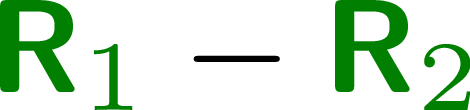 R₁ — R₂